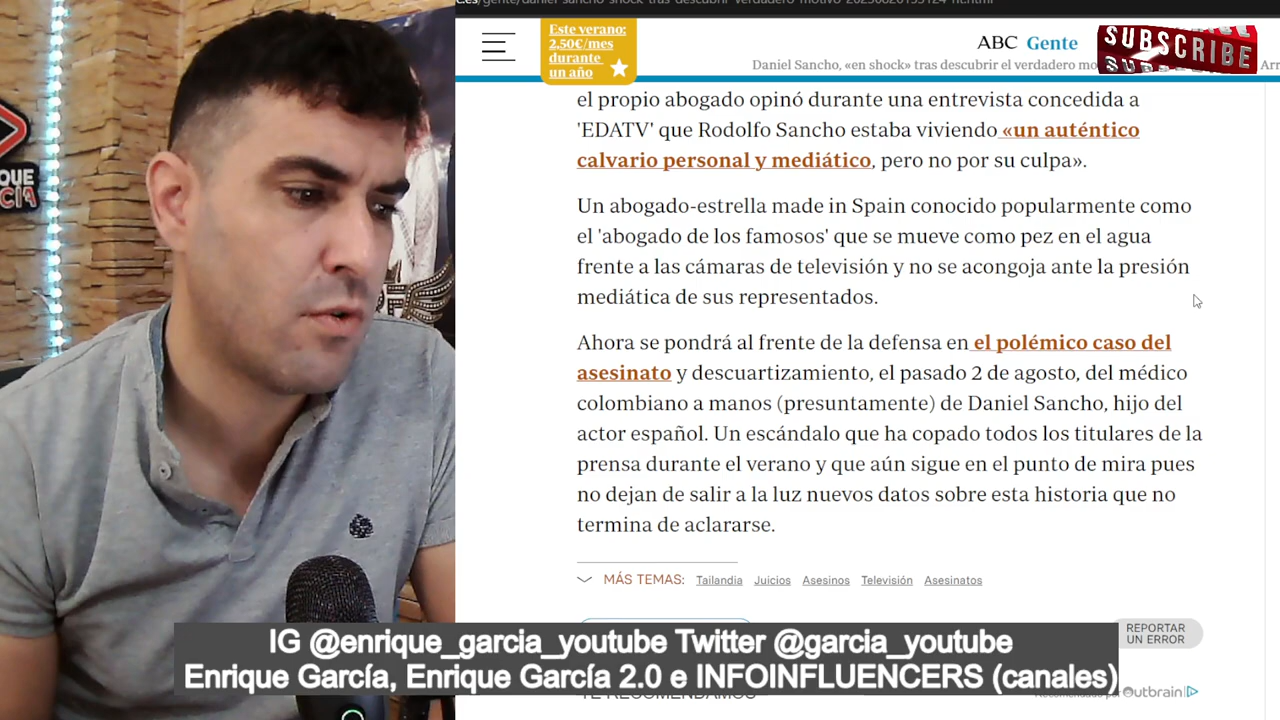 Este verano:
2,50€/mes
durante
un año
ABC Gente
SUBSCRIBE
Daniel Sancho, «en shock» tras descubrir el verdadero
el propio abogado opinó durante una entrevista concedida a
'EDATV' que Rodolfo Sancho estaba viviendo «un auténtico
calvario personal y mediático, pero no por su culpa».
Un abogado-estrella made in Spain conocido popularmente como
el 'abogado de los famosos' que se mueve como pez en el agua
frente a las cámaras de televisión y no se acongoja ante la presión
mediática de sus representados.
Ahora se pondrá al frente de la defensa en el polémico caso del
asesinato y descuartizamiento, el pasado 2 de agosto, del médico
colombiano a manos (presuntamente) de Daniel Sancho, hijo del
actor español. Un escándalo que ha copado todos los titulares de la
prensa durante el verano y que aún sigue en el punto de mira pues
no dejan de salir a la luz nuevos datos sobre esta historia que no
termina de aclararse.
MÁS TEMAS: Tailandia Juicios Asesinos Televisión Asesinatos
REPORTAR
UN ERROR
IG @enrique_garcia_youtube Twitter @garcia_youtube
Enrique García, Enrique García 2.0 e INFOINFLUENCERS (canales)
TE RECOMENDAMOS
Outbrain